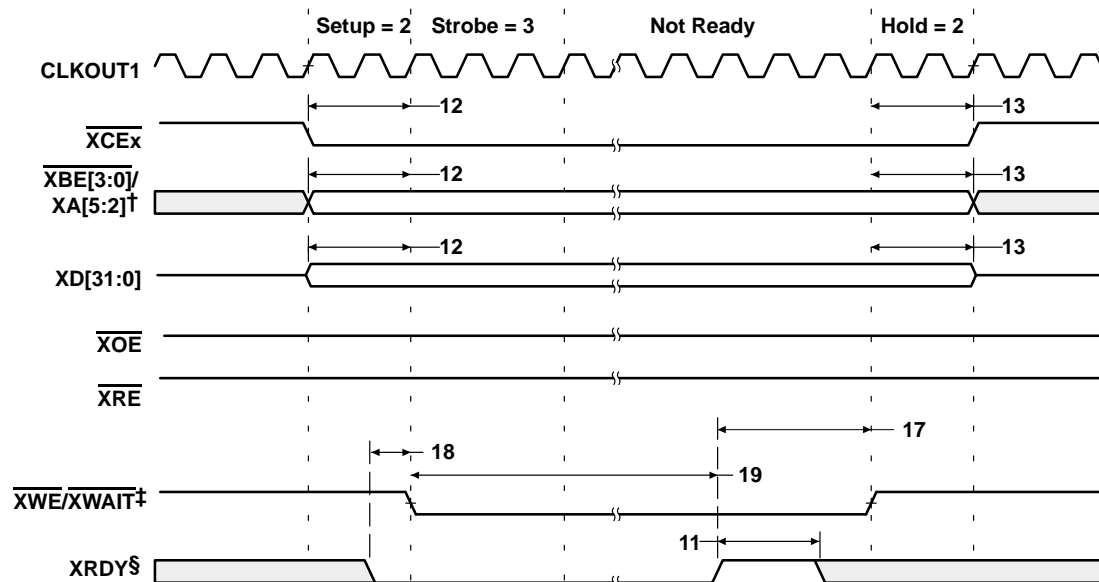 Setup = 2 Strobe = 3 Not Ready Hold = 2
CLKOUT1
12 13
XCEx
XBE[3:0]/
XA[5:2]†
12 13
12 13
XD[31:0]
XOE
XRE
17
18
19
XWE/XWAIT‡
11
XRDY§